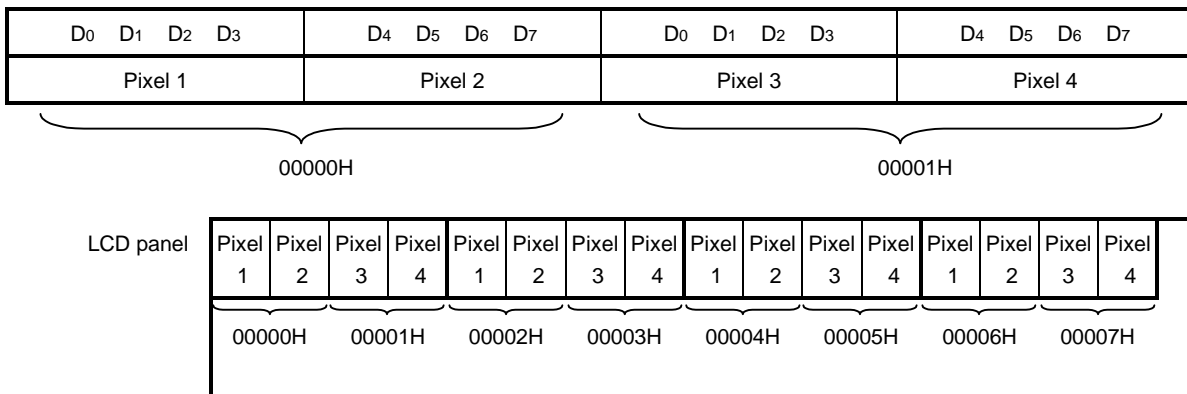 D0 D1 D2 D3 D4 D5 D6 D7 D0 D1 D2 D3 D4 D5 D6 D7
Pixel 1 Pixel 2 Pixel 3 Pixel 4
00000H 00001H
LCD panel Pixel Pixel Pixel Pixel Pixel Pixel Pixel Pixel Pixel Pixel Pixel Pixel Pixel Pixel Pixel Pixel
1 2 3 4 1 2 3 4 1 2 3 4 1 2 3 4
00000H 00001H 00002H 00003H 00004H 00005H 00006H 00007H